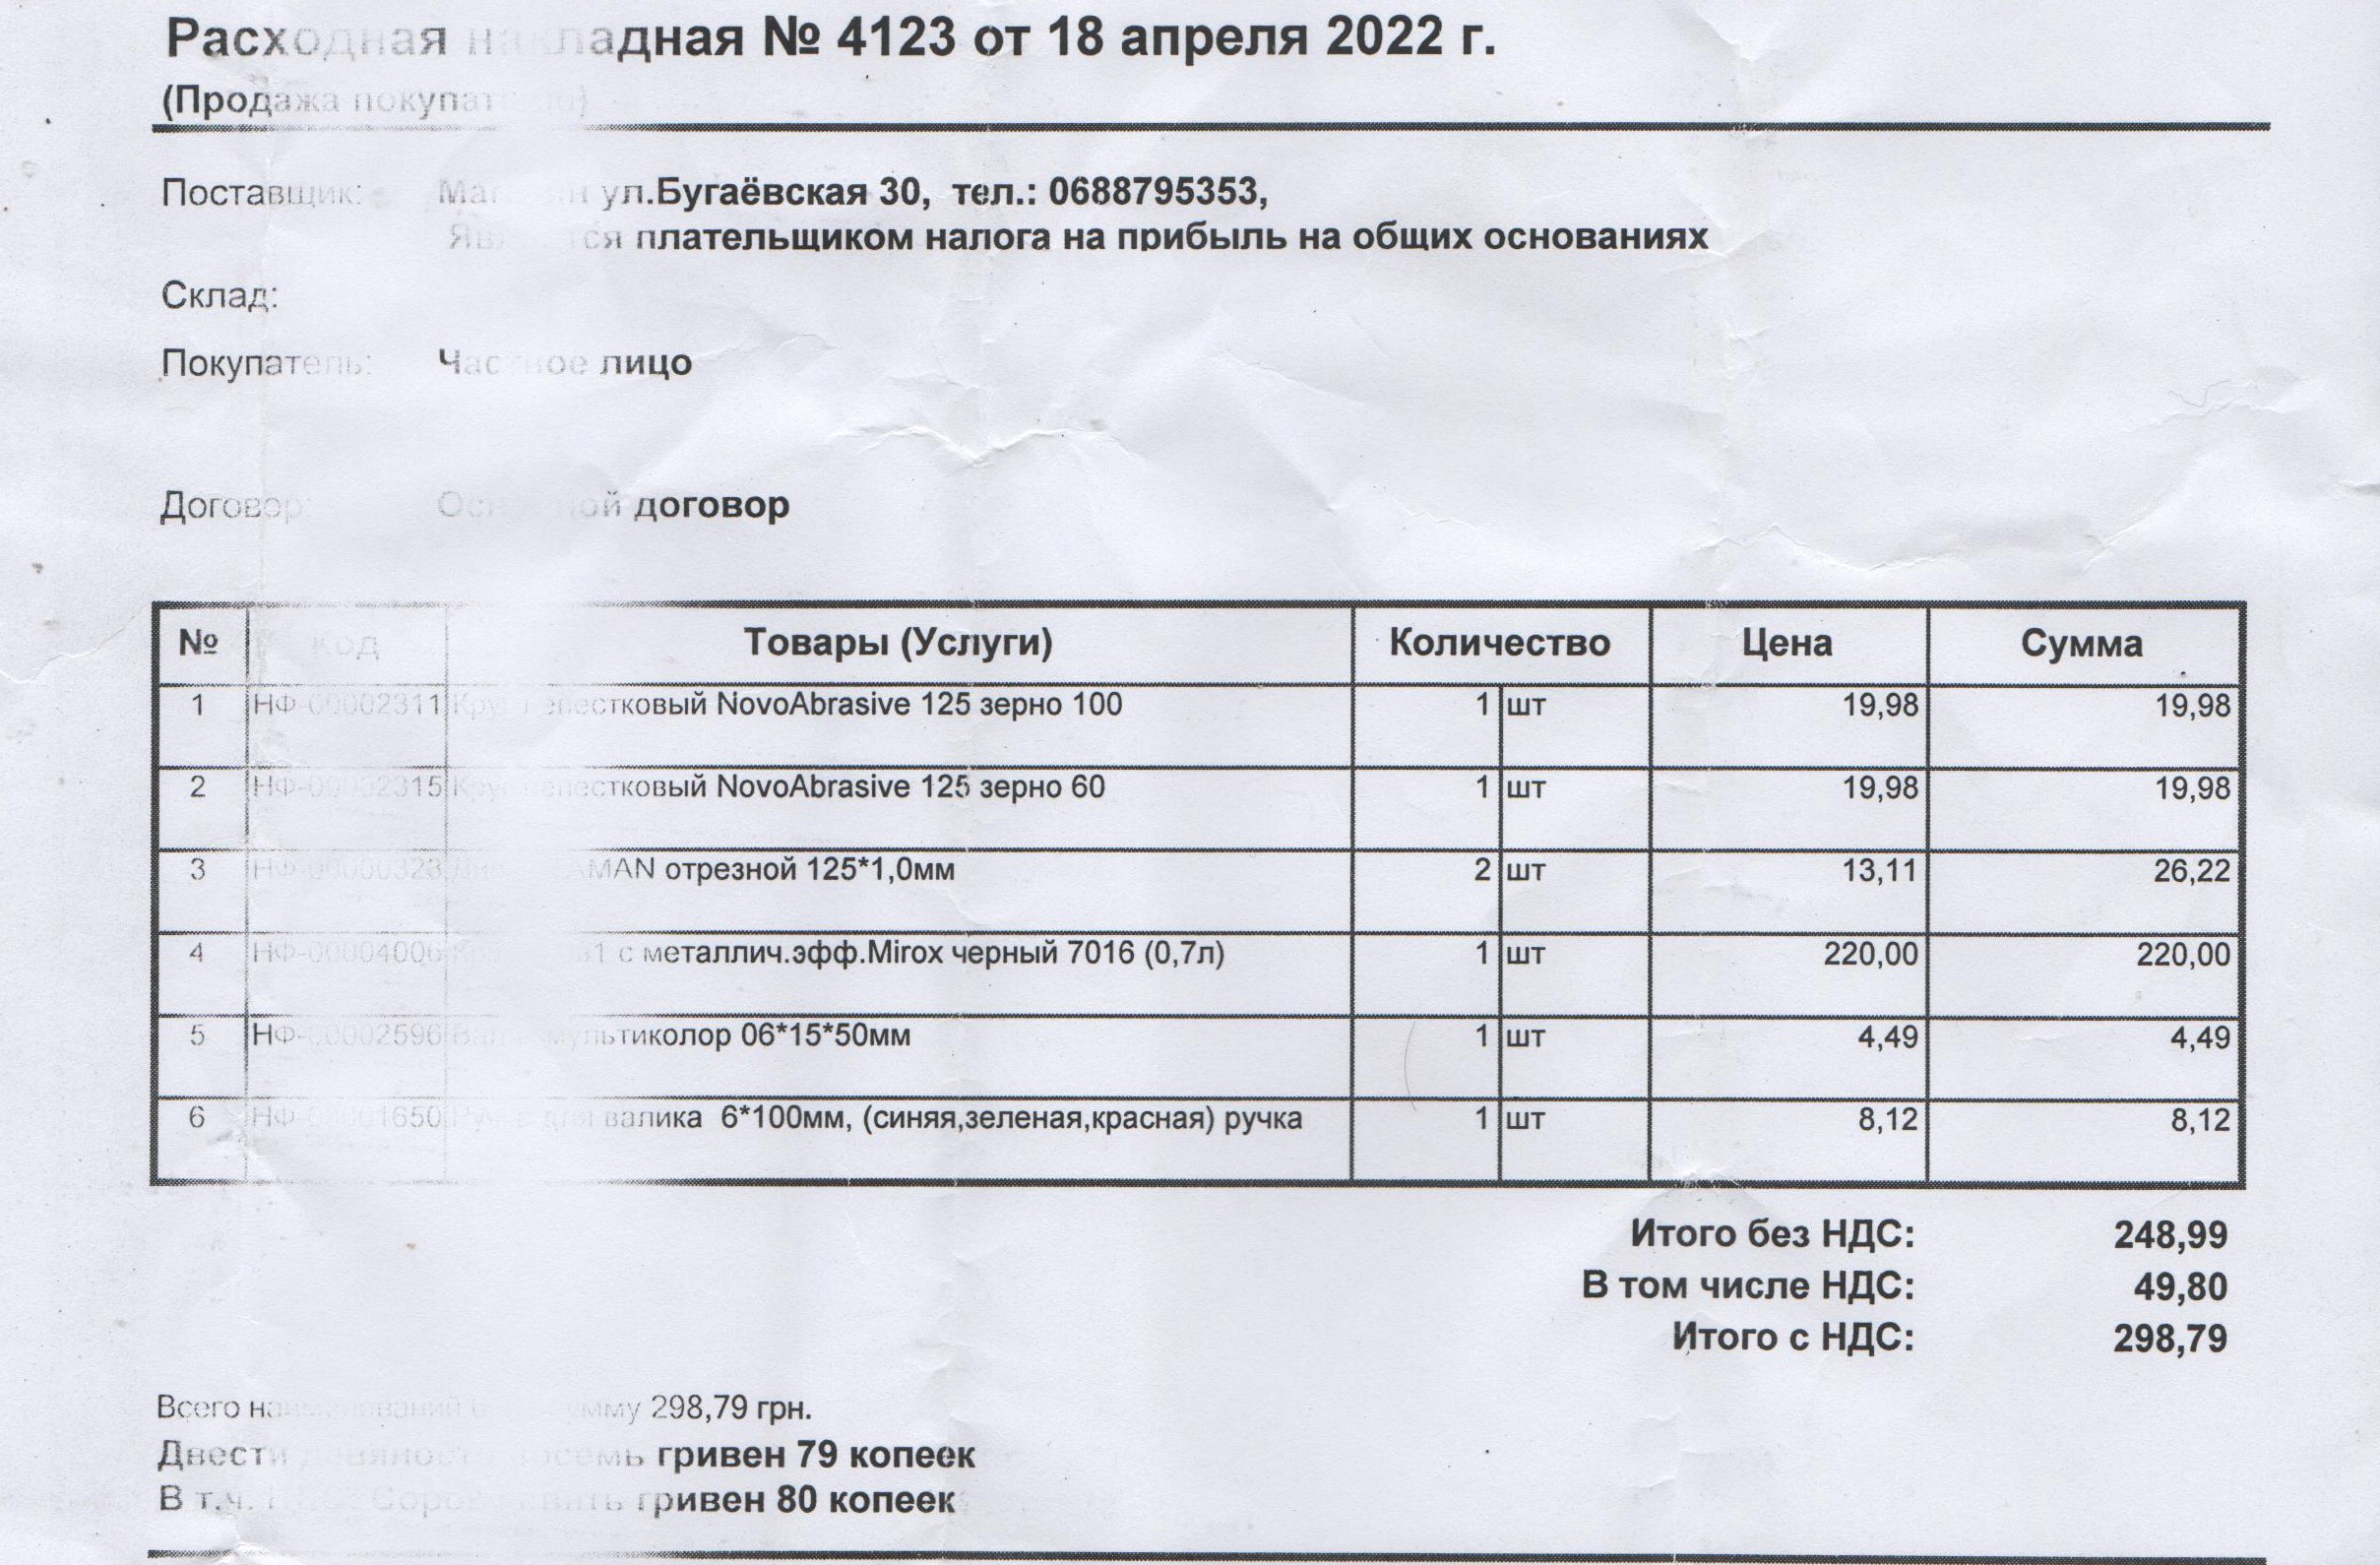 Расходная накладная № 4123 от 18 апреля 2022 г.
(Продажа покупателю)
Поставщик: Магазин ул.Бугаёвская 30, тел.: 0688795353,
Является плательщиком налога на прибыль на общих основаниях
Склад:
Покупатель: Частное лицо
Договор: Основной договор
№ Код Товары (Услуги) Количество Цена Сумма
1 НФ-00002311 Круг лепестковый NovoAbrasive 125 зерно 100 1 шт 19,98 19,98
2 НФ-00002315 Круг лепестковый NovoAbrasive 125 зерно 60 1 шт 19,98 19,98
3 НФ-00000323 отрезной 125*1,0мм 2 шт 13,11 26,22
4 НФ-00004006 с металлич.эфф.Mirox черный 7016 (0,7л) 1 шт 220,00 220,00
5 НФ-00002596 мультиколор 06*15*50мм 1 шт 4,49 4,49
6 НФ-00001650 для валика 6*100мм, (синяя,зеленая,красная) ручка 1 шт 8,12 8,12
Итого без НДС: 248,99
В том числе НДС: 49,80
Итого с НДС: 298,79
Всего наименований 6 сумму 298,79 грн.
Двести девяносто восемь гривен 79 копеек
В т.ч. НДС: Сорок девять гривен 80 копеек